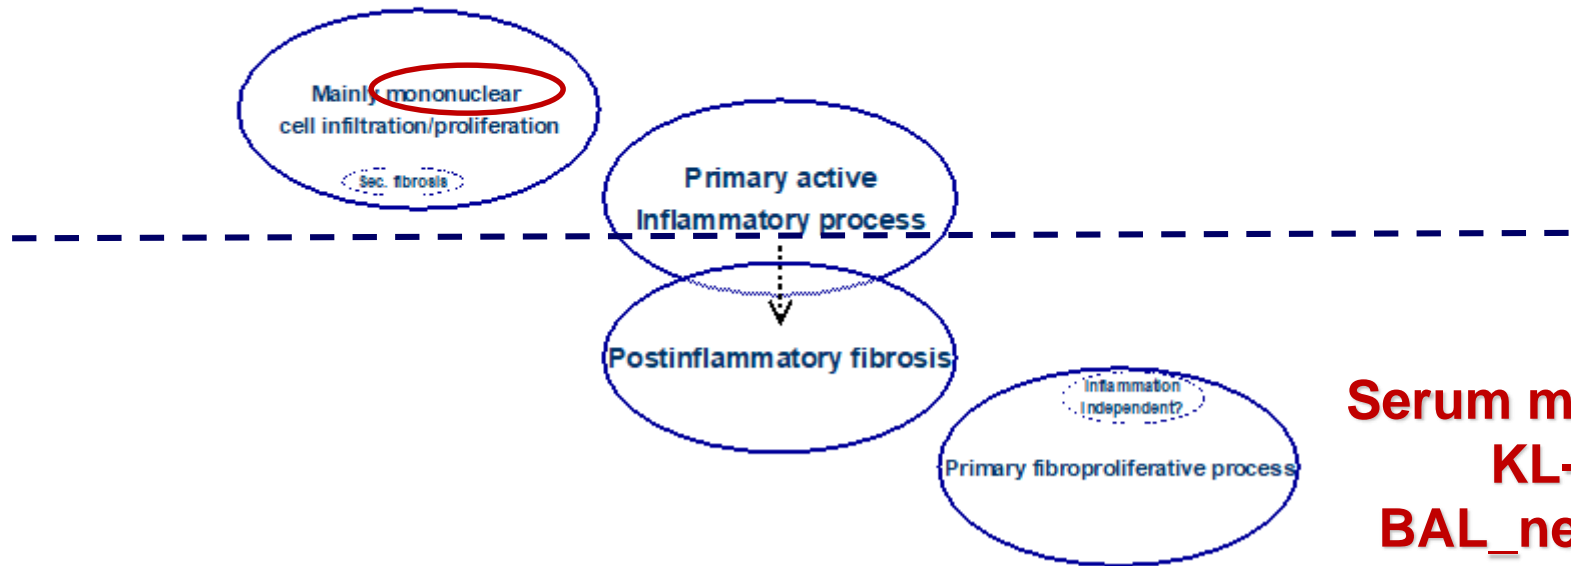 Mainly mononuclear
cell infiltration/proliferation
Sec. fibrosis
Primary active
Inflammatory process
Postinflammatory fibrosis
Inflammation
Independent?
Primary fibroproliferative process
Serum m
KL-
BAL_ne